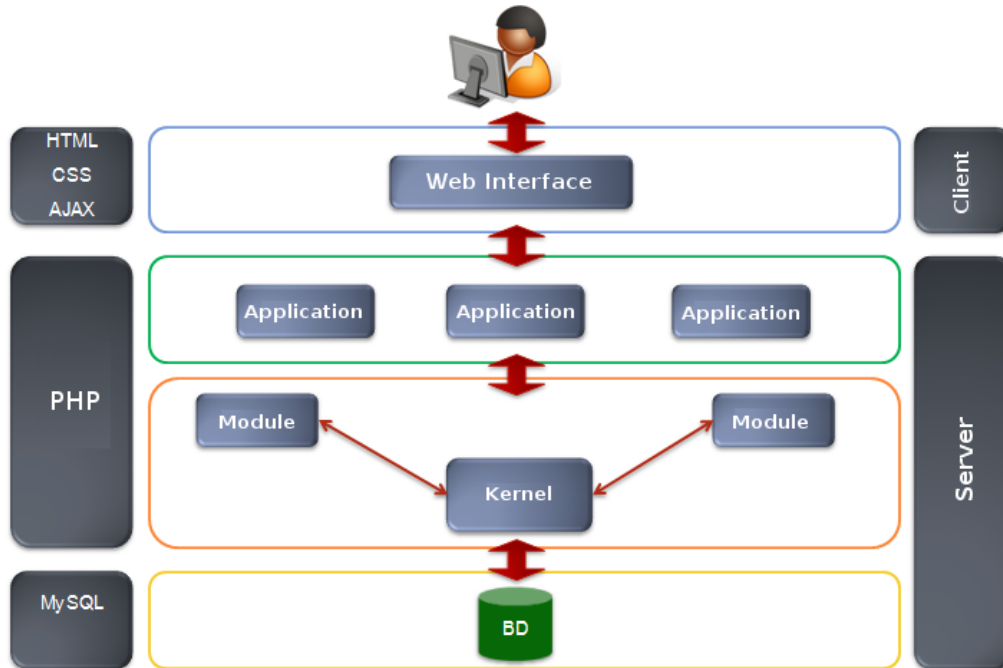 HTML
CSS
AJAX
Web Interface
Client
Application
Application
Application
PHP
Module
Module
Kernel
Server
MySQL
BD